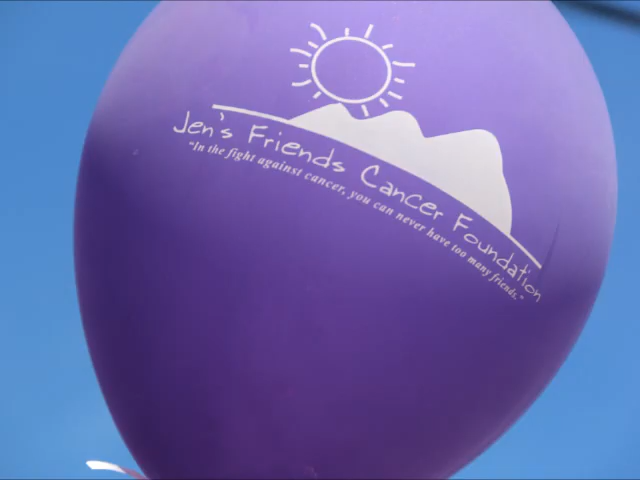 Jen's Friends Cancer Foundation
"In the fight against cancer, you can never have too many friends."